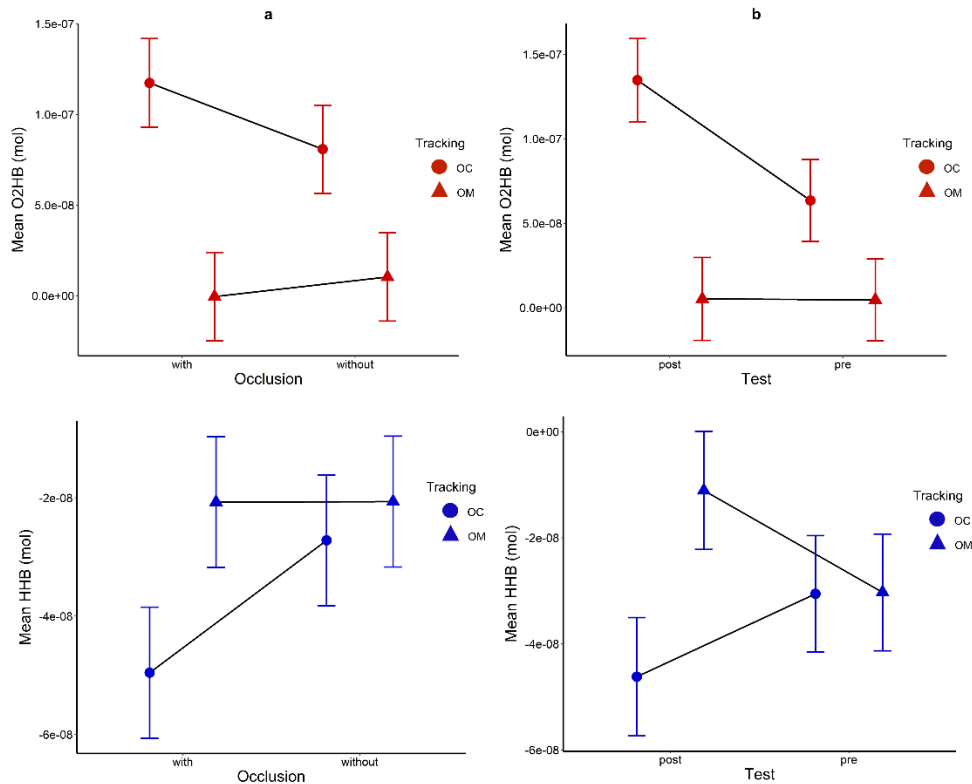 a
1.5e-07
1.0e-07
5.0e-08
0.0e+00
Mean O2HB (mol)
with
without
Occlusion
Tracking
OC
OM
b
1.5e-07
1.0e-07
5.0e-08
0.0e+00
Mean O2HB (mol)
post
pre
Test
Tracking
OC
OM
-2e-08
-4e-08
-6e-08
Mean HHB (mol)
with
without
Occlusion
Tracking
OC
OM
0e+00
-2e-08
-4e-08
-6e-08
Mean HHB (mol)
post
pre
Test
Tracking
OC
OM